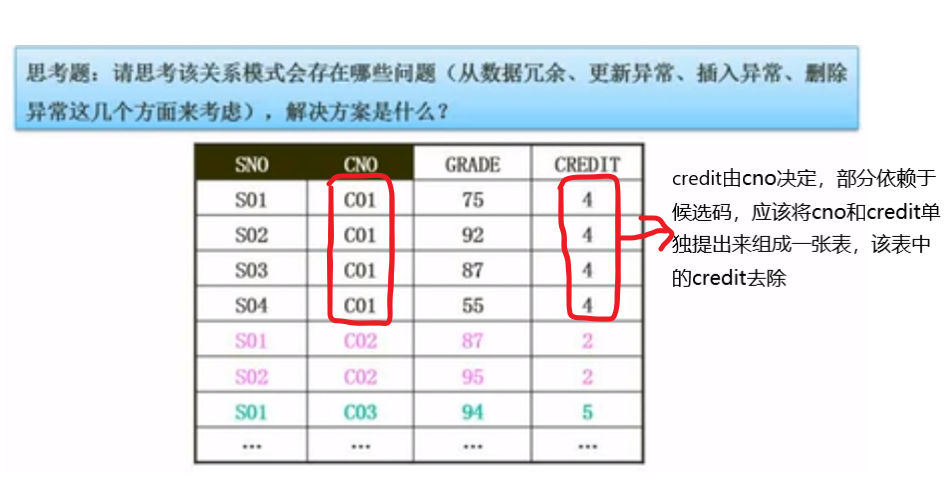 思考题：请思考该关系模式会存在哪些问题（从数据冗余、更新异常、插入异常、删除
异常这几个方面来考虑），解决方案是什么？
SNO CNO GRADE CREDIT
S01 C01 75 4
S02 C01 92 4
S03 C01 87 4
S04 C01 55 4
S01 C02 87 2
S02 C02 95 2
S01 C03 94 5
… … … …
credit由cno决定，部分依赖于
候选码，应该将cno和credit单
独提出来组成一张表，该表中
的credit去除